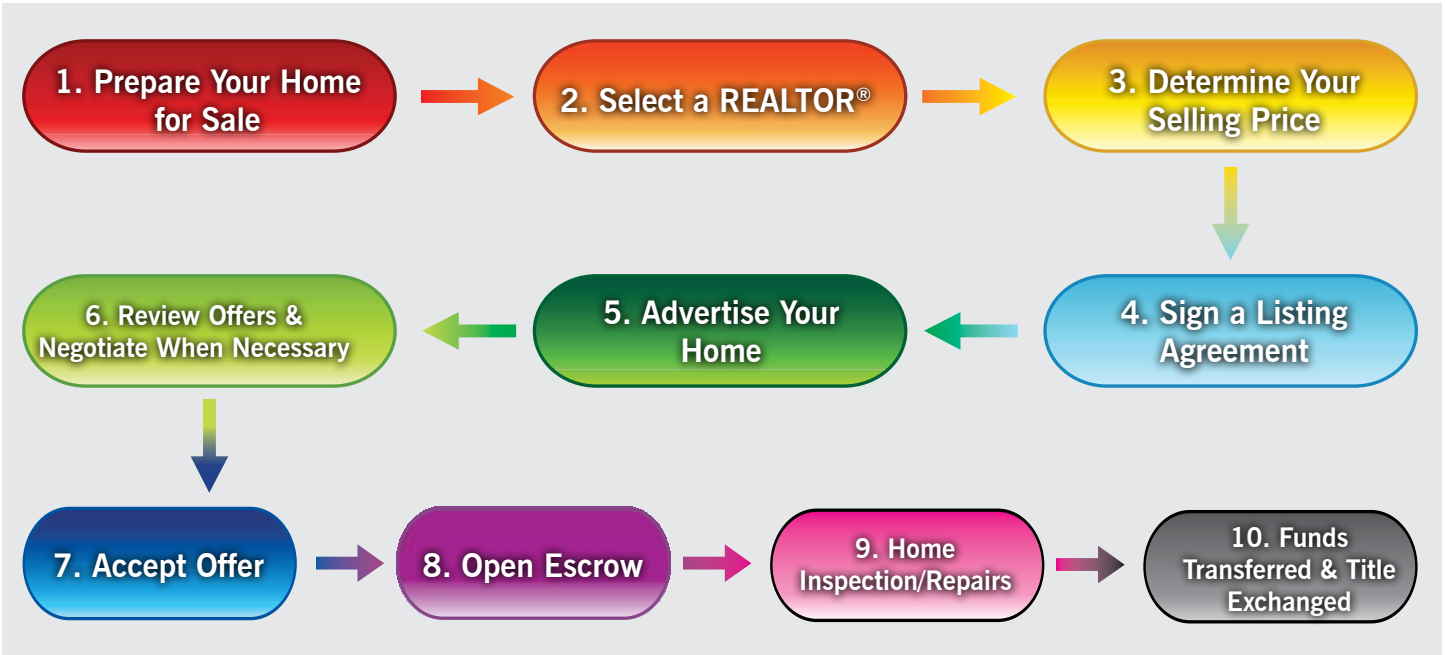 1. Prepare Your Home
for Sale
2. Select a REALTOR®
3. Determine Your
Selling Price
4. Sign a Listing
Agreement
5. Advertise Your
Home
6. Review Offers &
Negotiate When Necessary
7. Accept Offer
8. Open Escrow
9. Home
Inspection/Repairs
10. Funds
Transferred & Title
Exchanged